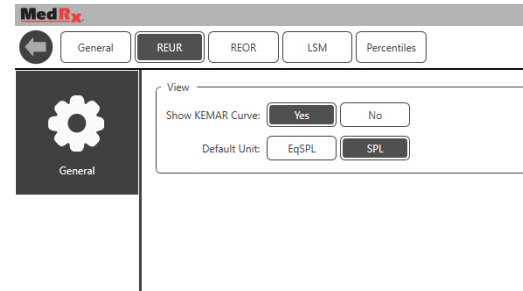 MedRx
General REUR REOR LSM Percentiles
View
Show KEMAR Curve: Yes No
Default Unit: EqSPL SPL
General